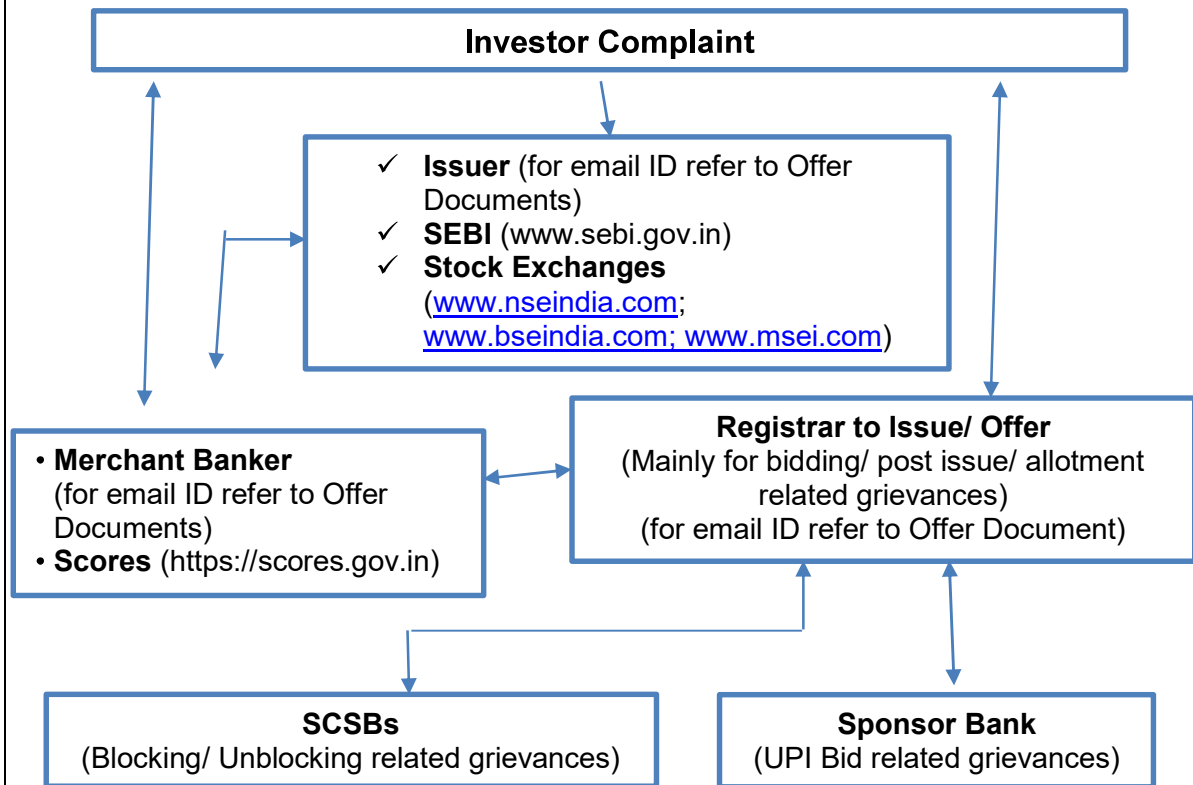 Investor Complaint
✓ Issuer (for email ID refer to Offer
Documents)
✓ SEBI (www.sebi.gov.in)
✓ Stock Exchanges
(www.nseindia.com;
www.bseindia.com; www.msei.com)
• Merchant Banker
(for email ID refer to Offer
Documents)
• Scores (https://scores.gov.in)
Registrar to Issue/ Offer
(Mainly for bidding/ post issue/ allotment
related grievances)
(for email ID refer to Offer Document)
SCSBs
(Blocking/ Unblocking related grievances)
Sponsor Bank
(UPI Bid related grievances)